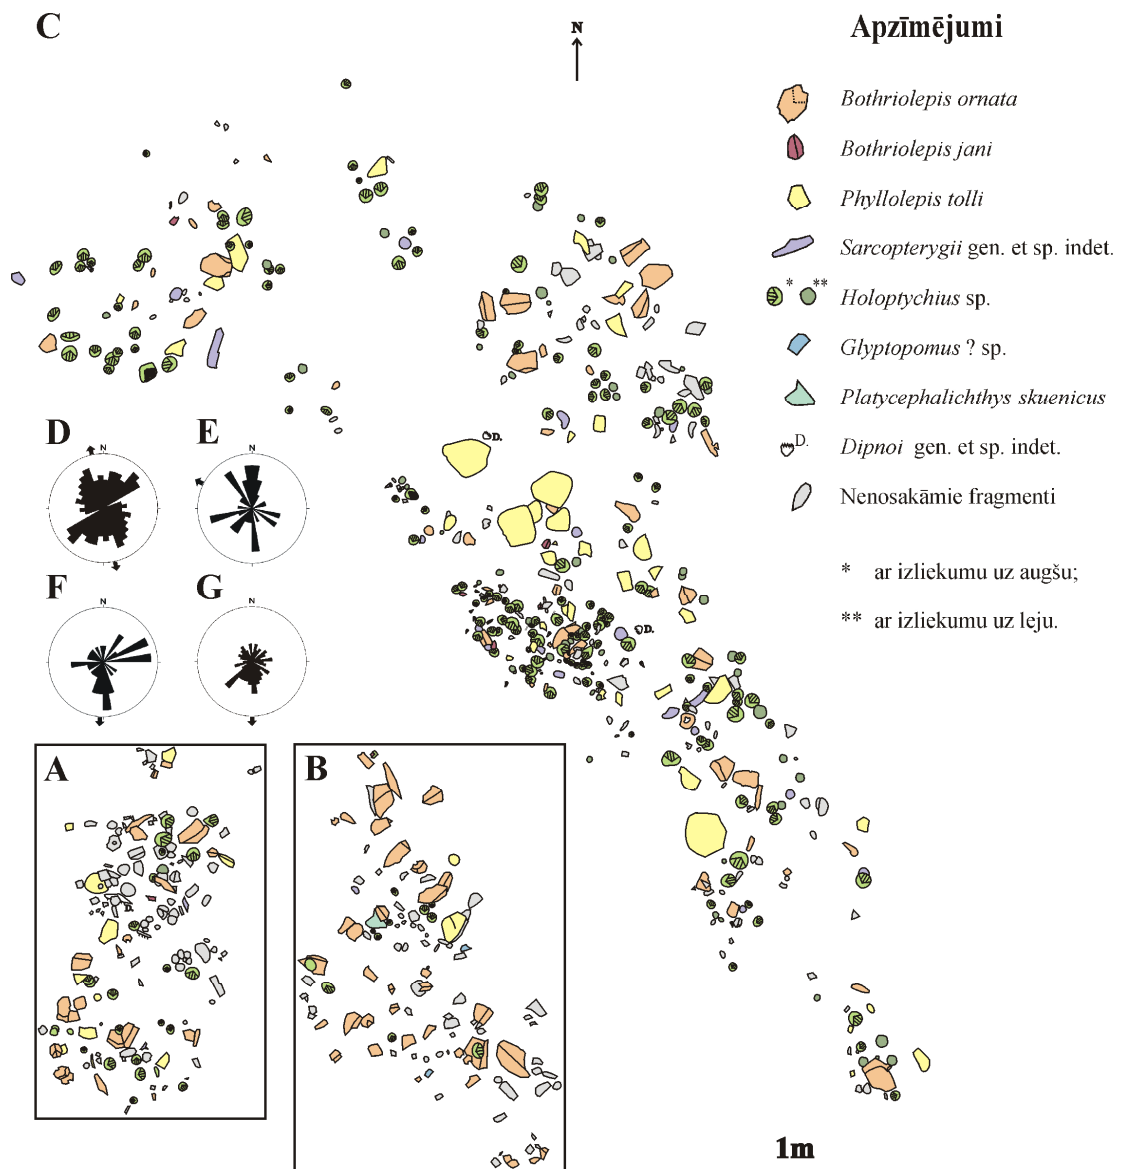 C
N
Apzīmējumi
Bothriolepis ornata
Bothriolepis jani
Phyllolepis tolli
Sarcopterygii gen. et sp. indet.
* ** Holoptychius sp.
Glyptopomus ? sp.
Platycephalichthys skuenicus
D. Dipnoi gen. et sp. indet.
Nenosakāmie fragmenti
* ar izliekumu uz augšu;
** ar izliekumu uz leju.
D.
D.
D N
E N
F N
G N
A
B
1m